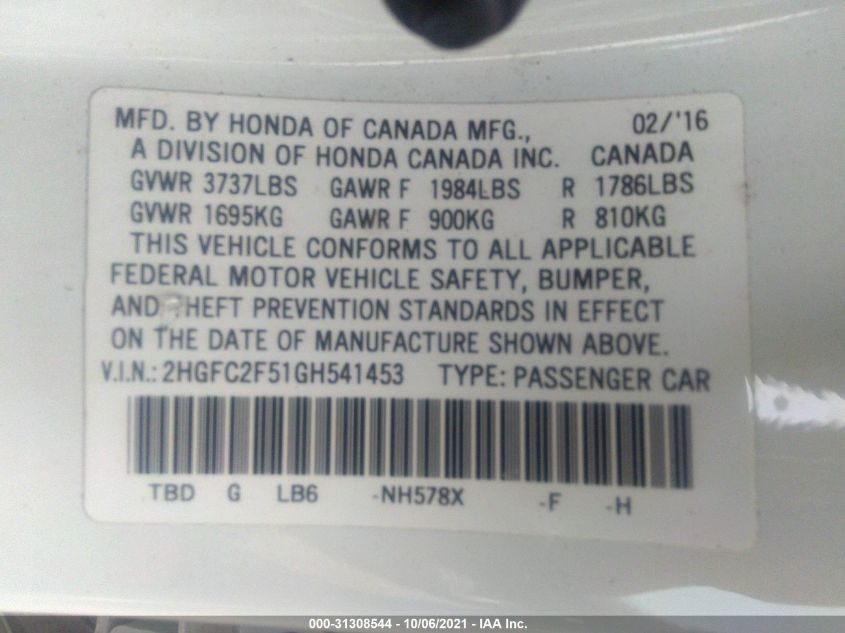 MFD. BY HONDA OF CANADA MFG., 02/'16
A DIVISION OF HONDA CANADA INC. CANADA
GVWR 3737LBS GAWR F 1984LBS R 1786LBS
GVWR 1695KG GAWR F 900KG R 810KG
THIS VEHICLE CONFORMS TO ALL APPLICABLE
FEDERAL MOTOR VEHICLE SAFETY, BUMPER,
AND THEFT PREVENTION STANDARDS IN EFFECT
ON THE DATE OF MANUFACTURE SHOWN ABOVE.
V.I.N.: 2HGFC2F51GH541453 TYPE: PASSENGER CAR
TBD G LB6 -NH578X -F -H
000-31308544 - 10/06/2021 - IAA Inc.